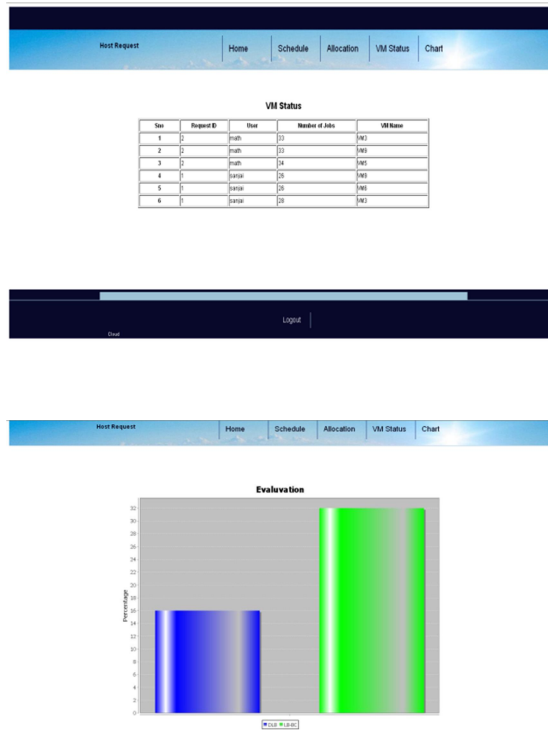 Host Request
Home Schedule Allocation VM Status Chart
VM Status
Sno Request ID User Number of Jobs VM Name
1 2 math 33 VM3
2 2 math 33 VM9
3 2 math 34 VM5
4 1 sanjai 26
5 1 sanjai 26
6 1 sanjai 28 VM3
Logout
Cloud
Host Request
Home Schedule Allocation VM Status Chart
Evaluvation
Percentage
32
30
28
26
24
22
20
18
16
14
12
10
8
6
4
2
0